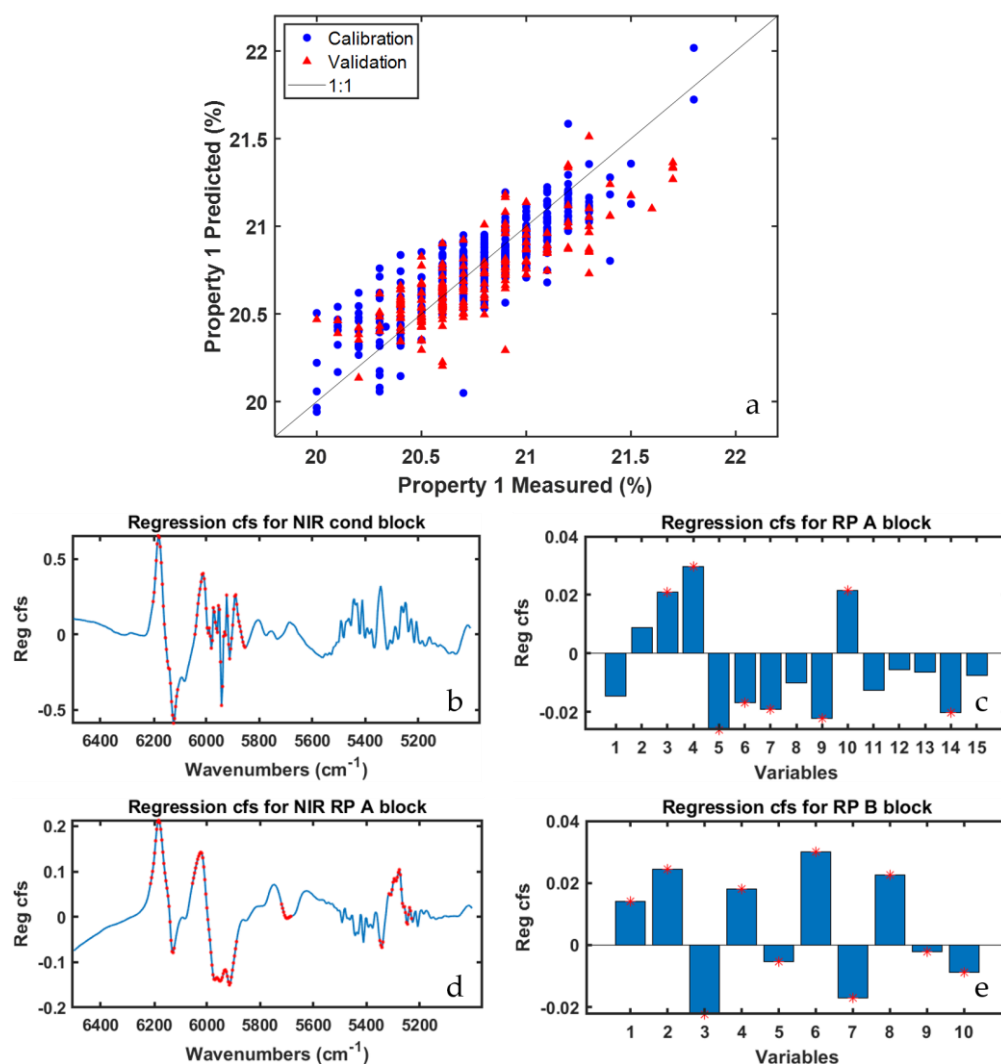 Calibration
Validation
1:1
22
21.5
21
20.5
20
Property 1 Predicted (%)
a
20 20.5 21 21.5 22
Property 1 Measured (%)
Regression cfs for NIR cond block
0.5
0
-0.5
Reg cfs
b
6400 6200 6000 5800 5600 5400 5200
Wavenumbers (cm-1)
Regression cfs for RP A block
0.04
0.02
0
-0.02
Reg cfs
c
1 2 3 4 5 6 7 8 9 10 11 12 13 14 15
Variables
Regression cfs for NIR RP A block
0.2
0.1
0
-0.1
0.2
Reg cfs
d
6400 6200 6000 5800 5600 5400 5200
Wavenumbers (cm-1)
Regression cfs for RP B block
0.04
0.02
0
-0.02
Reg cfs
e
1 2 3 4 5 6 7 8 9 10
Variables